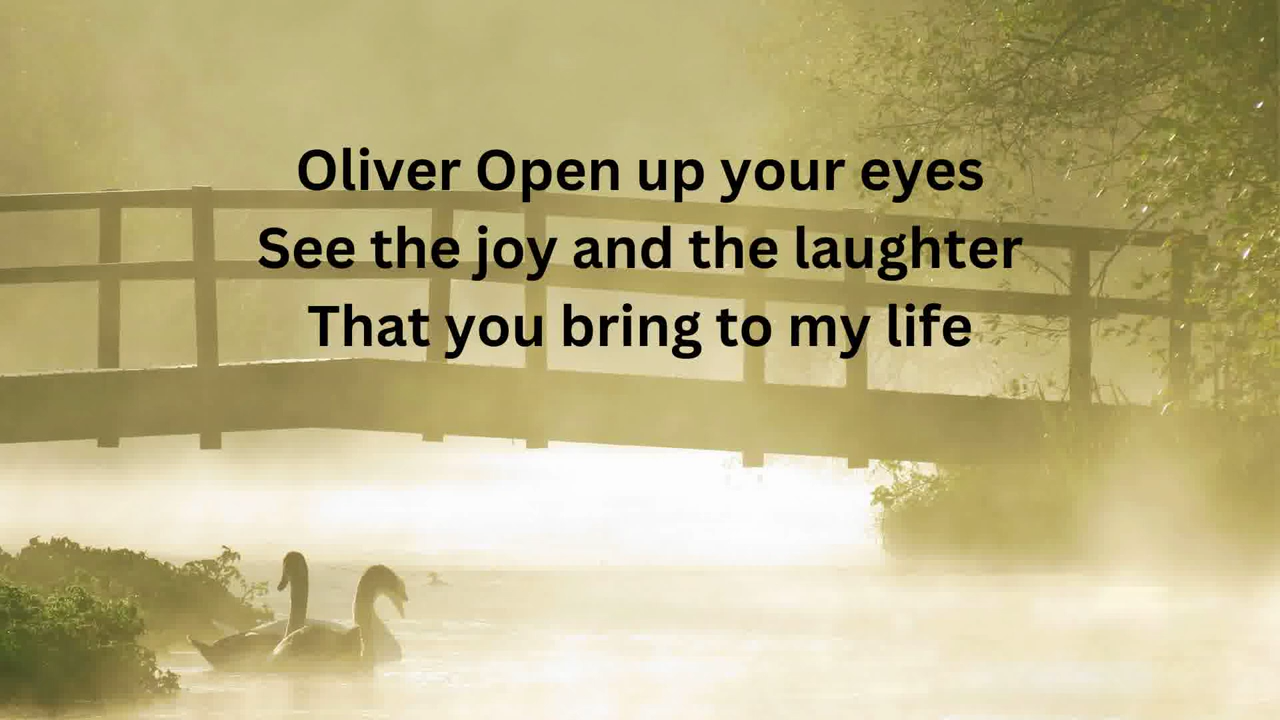 Oliver Open up your eyes
See the joy and the laughter
That you bring to my life